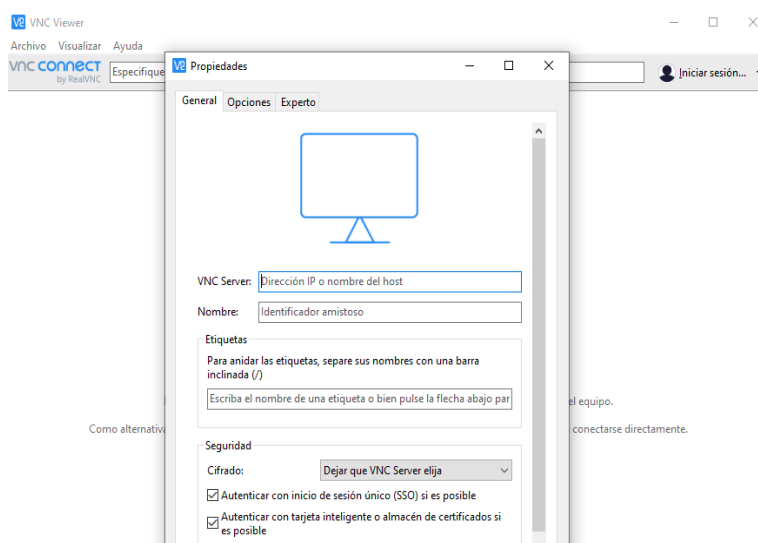 VNC Viewer
Archivo Visualizar Ayuda
vnc connect
by RealVNC
Especifique
Iniciar sesión...
Propiedades
General Opciones Experto
VNC Server: Dirección IP o nombre del host
Nombre: Identificador amistoso
Etiquetas
Para anidar las etiquetas, separe sus nombres con una barra
inclinada (/)
Escriba el nombre de una etiqueta o bien pulse la flecha abajo par
el equipo.
Como alternativa
conectarse directamente.
Seguridad
Cifrado: Dejar que VNC Server elija
Autenticar con inicio de sesión único (SSO) si es posible
Autenticar con tarjeta inteligente o almacén de certificados si
es posible